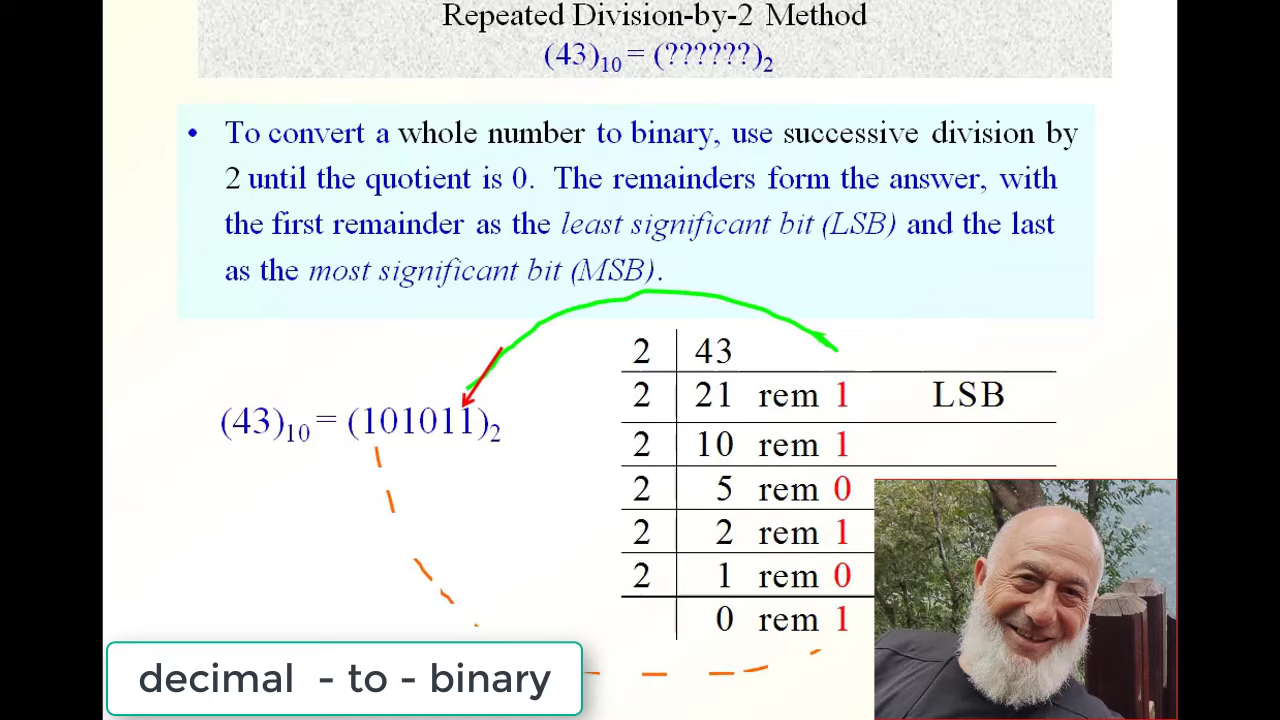 Repeated Division-by-2 Method
(43)₁₀ = (??????)₂
• To convert a whole number to binary, use successive division by
2 until the quotient is 0. The remainders form the answer, with
the first remainder as the least significant bit (LSB) and the last
as the most significant bit (MSB).
(43)₁₀ = (101011)₂
2 43
2 21 rem 1 LSB
2 10 rem 1
2 5 rem 0
2 2 rem 1
2 1 rem 0
0 rem 1
decimal - to - binary